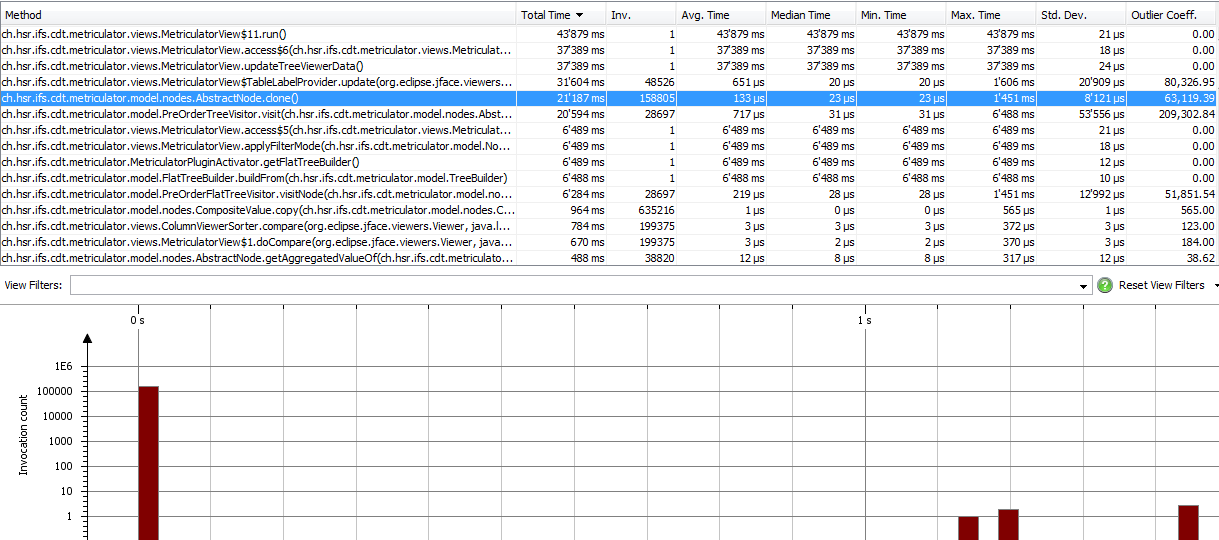 Method Total Time Inv. Avg. Time Median Time Min. Time Max. Time Std. Dev. Outlier Coeff.
ch.hsr.ifs.cdt.metriculator.views.MetriculatorView$11.run() 43'879 ms 1 43'879 ms 43'879 ms 43'879 ms 43'879 ms 21 µs 0.00
ch.hsr.ifs.cdt.metriculator.views.MetriculatorView.access$6(ch.hsr.ifs.cdt.metriculator.views.Metriculat... 37'389 ms 1 37'389 ms 37'389 ms 37'389 ms 37'389 ms 18 µs 0.00
ch.hsr.ifs.cdt.metriculator.views.MetriculatorView.updateTreeViewerData() 37'389 ms 1 37'389 ms 37'389 ms 37'389 ms 37'389 ms 24 µs 0.00
ch.hsr.ifs.cdt.metriculator.views.MetriculatorView$TableLabelProvider.update(org.eclipse.jface.viewers... 31'604 ms 48526 651 µs 20 µs 20 µs 1'606 ms 20'909 µs 80,326.95
ch.hsr.ifs.cdt.metriculator.model.nodes.AbstractNode.clone() 21'187 ms 158805 133 µs 23 µs 23 µs 1'451 ms 8'121 µs 63,119.39
ch.hsr.ifs.cdt.metriculator.model.PreOrderTreeVisitor.visit(ch.hsr.ifs.cdt.metriculator.model.nodes.Abst... 20'594 ms 28697 717 µs 31 µs 31 µs 6'488 ms 53'556 µs 209,302.84
ch.hsr.ifs.cdt.metriculator.views.MetriculatorView.access$5(ch.hsr.ifs.cdt.metriculator.views.Metriculat... 6'489 ms 1 6'489 ms 6'489 ms 6'489 ms 6'489 ms 21 µs 0.00
ch.hsr.ifs.cdt.metriculator.views.MetriculatorView.applyFilterMode(ch.hsr.ifs.cdt.metriculator.model.No... 6'489 ms 1 6'489 ms 6'489 ms 6'489 ms 6'489 ms 18 µs 0.00
ch.hsr.ifs.cdt.metriculator.MetriculatorPluginActivator.getFlatTreeBuilder() 6'489 ms 1 6'489 ms 6'489 ms 6'489 ms 6'489 ms 12 µs 0.00
ch.hsr.ifs.cdt.metriculator.model.FlatTreeBuilder.buildFrom(ch.hsr.ifs.cdt.metriculator.model.TreeBuilder) 6'488 ms 1 6'488 ms 6'488 ms 6'488 ms 6'488 ms 10 µs 0.00
ch.hsr.ifs.cdt.metriculator.model.PreOrderFlatTreeVisitor.visitNode(ch.hsr.ifs.cdt.metriculator.model.no... 6'284 ms 28697 219 µs 28 µs 28 µs 1'451 ms 12'992 µs 51,851.54
ch.hsr.ifs.cdt.metriculator.model.nodes.CompositeValue.copy(ch.hsr.ifs.cdt.metriculator.model.nodes.C... 964 ms 635216 1 µs 0 µs 0 µs 565 µs 1 µs 565.00
ch.hsr.ifs.cdt.metriculator.views.ColumnViewerSorter.compare(org.eclipse.jface.viewers.Viewer, java.l... 784 ms 199375 3 µs 3 µs 3 µs 372 µs 3 µs 123.00
ch.hsr.ifs.cdt.metriculator.views.MetriculatorView$1.doCompare(org.eclipse.jface.viewers.Viewer, java... 670 ms 199375 3 µs 2 µs 2 µs 370 µs 3 µs 184.00
ch.hsr.ifs.cdt.metriculator.model.nodes.AbstractNode.getAggregatedValueOf(ch.hsr.ifs.cdt.metriculato... 488 ms 38820 12 µs 8 µs 8 µs 317 µs 12 µs 38.62
View Filters: ? Reset View Filters
0 s 1 s
1E6
100000
10000
1000
100
10
1
Invocation count